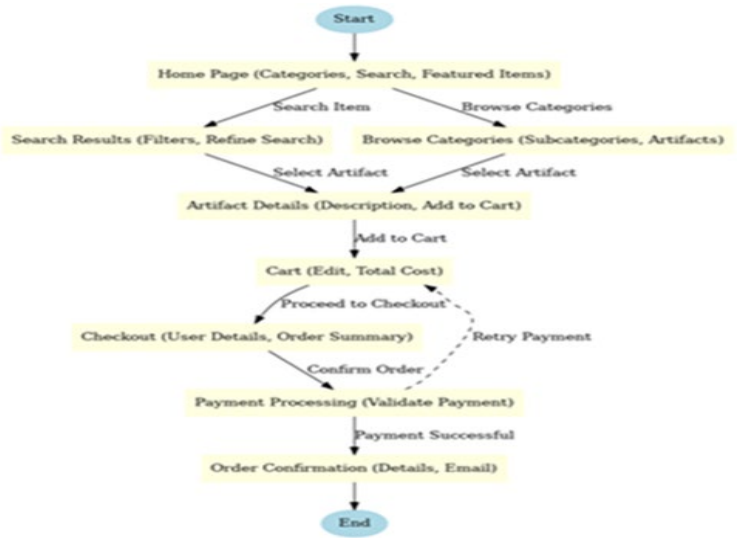 Start
Home Page (Categories, Search, Featured Items)
Search Item
Browse Categories
Search Results (Filters, Refine Search)
Browse Categories (Subcategories, Artifacts)
Select Artifact
Select Artifact
Artifact Details (Description, Add to Cart)
Add to Cart
Cart (Edit, Total Cost)
Proceed to Checkout
Checkout (User Details, Order Summary)
Retry Payment
Confirm Order
Payment Processing (Validate Payment)
Payment Successful
Order Confirmation (Details, Email)
End